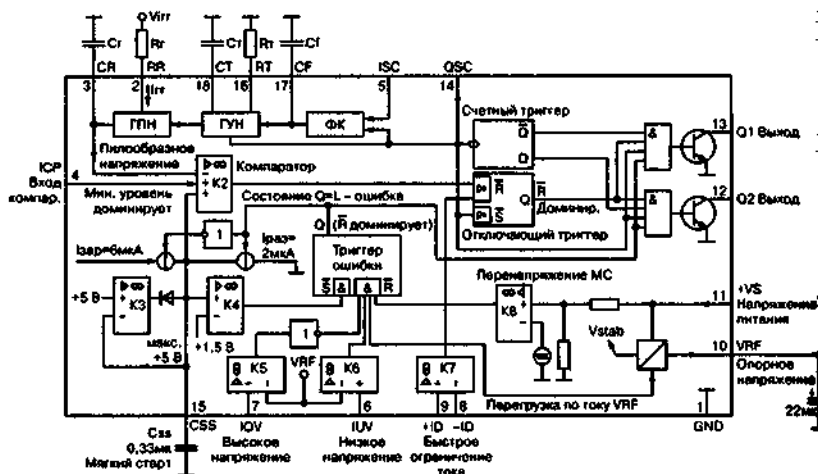 Virr
Cr
Rr
Cт
Rт
Cf
CR
RR
CT
RT
CF
ISC
QSC
3
2
Irr
18
16
17
5
14
ГПН
ГУН
ФК
Счетный триггер
Q
Q
13
Q1 Выход
&
Пилообразное
напряжение
ICP
Вход
компар.
4
Компаратор
K2
Мин. уровень
доминирует
Состояние Q=L – ошибка
R
S
Q
R
Доминир.
&
12
Q2 Выход
Отключающий триггер
Q (R доминирует)
Iзар=6мкА
1
Iраз=
2мкА
Триггер
ошибки
S
&
&
R
Перенапряжение МС
+5 В
K3
K4
K8
11
+VS
Напряжение
питания
макс.
+5 В
+1,5 В
1
VRF
Vstab
10
VRF
Опорное
напряжение
K5
K6
K7
Перегрузка по току VRF
22мк
15
CSS
7
6
9
8
1
GND
Css
0,33мк
Мягкий старт
IOV
Высокое
напряжение
IUV
Низкое
напряжение
+ID
–ID
Быстрое
ограничение
тока